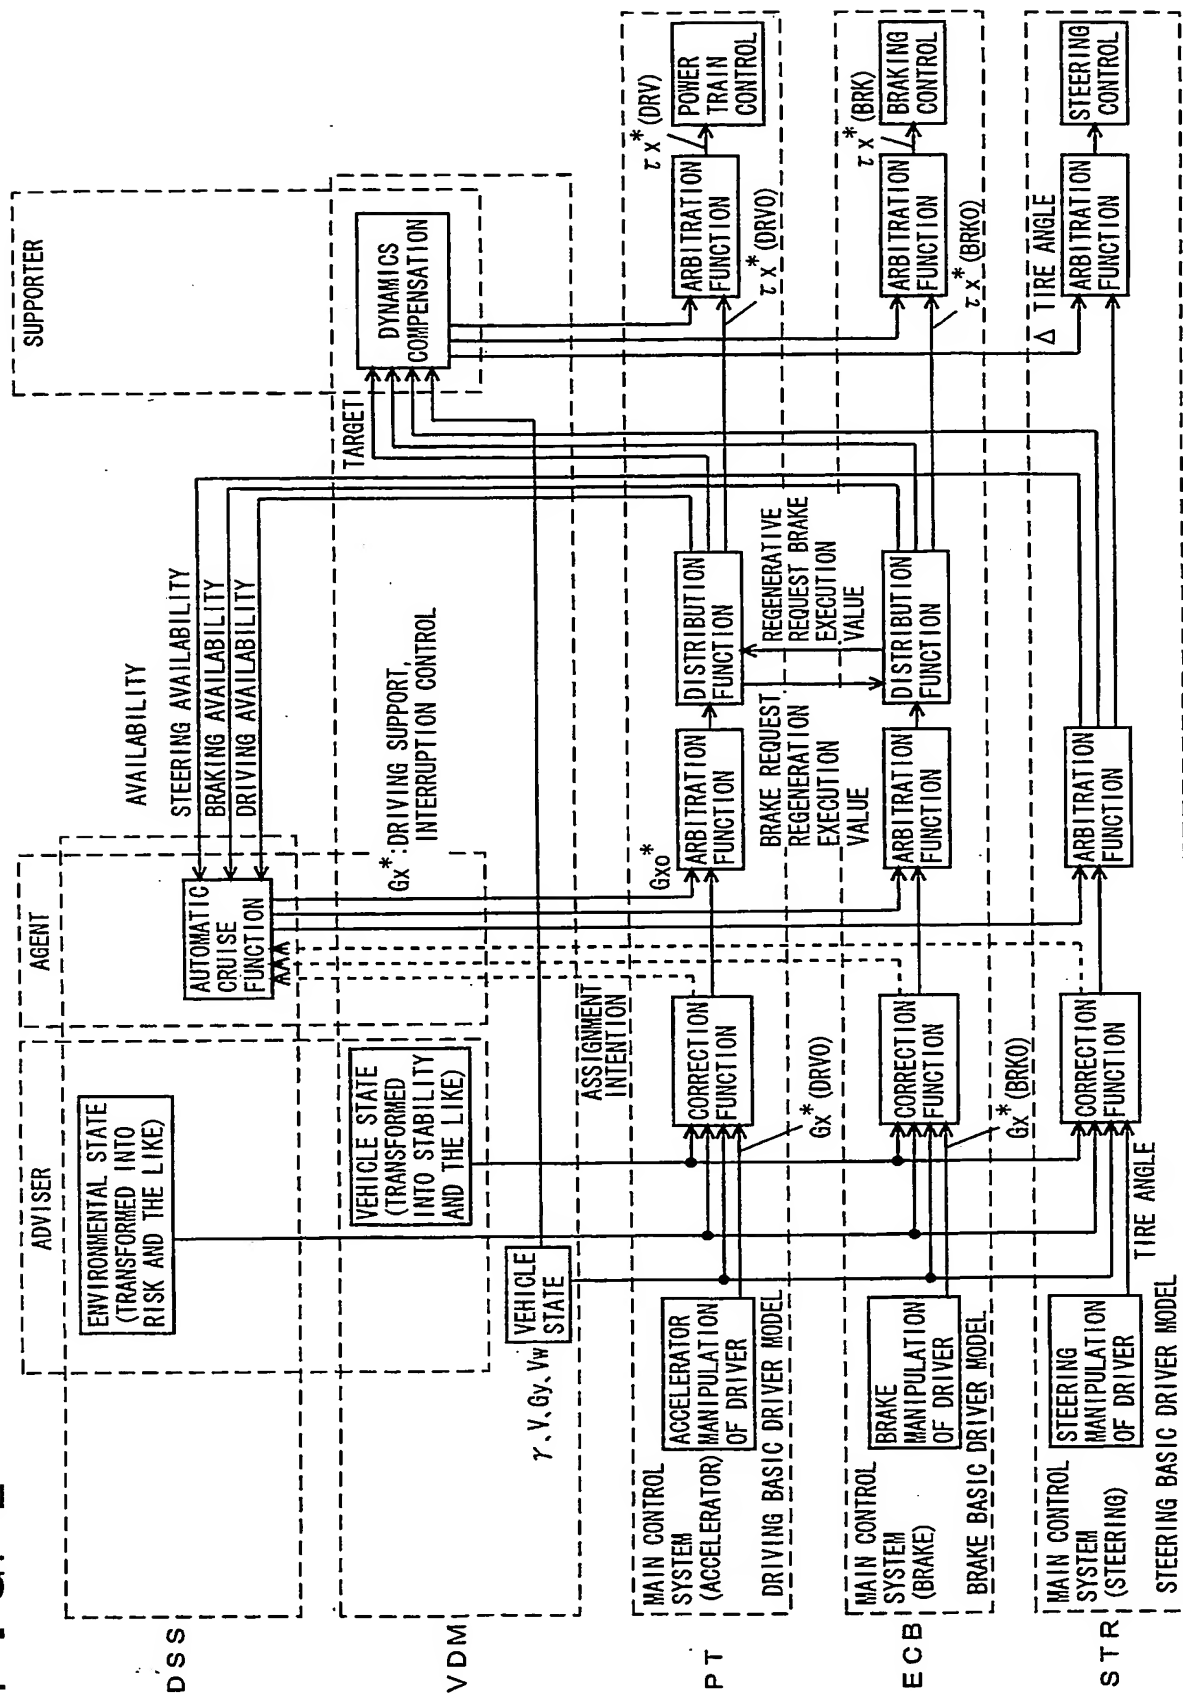 DSS
VDM
PT
ECB
STR
ADVISER
AGENT
SUPPORTER
ENVIRONMENTAL STATE
(TRANSFORMED INTO
RISK AND THE LIKE)
AUTOMATIC
CRUISE
FUNCTION
AVAILABILITY
STEERING AVAILABILITY
BRAKING AVAILABILITY
DRIVING AVAILABILITY
VEHICLE STATE
(TRANSFORMED
INTO STABILITY
AND THE LIKE)
Gx*:DRIVING SUPPORT,
INTERRUPTION CONTROL
TARGET
DYNAMICS
COMPENSATION
γ、V、Gy、Vw
VEHICLE
STATE
ASSIGNMENT
INTENTION
MAIN CONTROL
SYSTEM
(ACCELERATOR)
ACCELERATOR
MANIPULATION
OF DRIVER
DRIVING BASIC DRIVER MODEL
CORRECTION
FUNCTION
Gx*(DRV0)
Gxo*
ARBITRATION
FUNCTION
DISTRIBUTION
FUNCTION
ARBITRATION
FUNCTION
τx*(DRV0)
τx*(DRV)
POWER
TRAIN
CONTROL
BRAKE REQUEST
REGENERATION
EXECUTION
VALUE
REGENERATIVE
REQUEST BRAKE
EXECUTION
VALUE
MAIN CONTROL
SYSTEM
(BRAKE)
BRAKE
MANIPULATION
OF DRIVER
BRAKE BASIC DRIVER MODEL
CORRECTION
FUNCTION
Gx*(BRK0)
ARBITRATION
FUNCTION
DISTRIBUTION
FUNCTION
ARBITRATION
FUNCTION
τx*(BRK0)
τx*(BRK)
BRAKING
CONTROL
MAIN CONTROL
SYSTEM
(STEERING)
STEERING
MANIPULATION
OF DRIVER
STEERING BASIC DRIVER MODEL
TIRE ANGLE
CORRECTION
FUNCTION
ARBITRATION
FUNCTION
Δ TIRE ANGLE
ARBITRATION
FUNCTION
STEERING
CONTROL